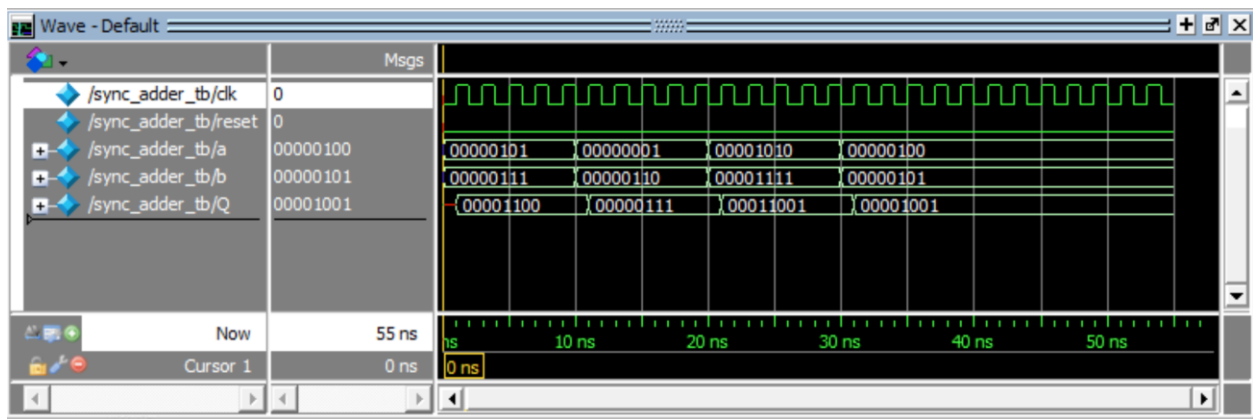 Wave - Default
Msgs
/sync_adder_tb/clk 0
/sync_adder_tb/reset 0
/sync_adder_tb/a 00000100 00000101 00000001 00001010 00000100
/sync_adder_tb/b 00000101 00000111 00000110 00001111 00000101
/sync_adder_tb/Q 00001001 00001100 00000111 00011001 00001001
Now 55 ns ns 10 ns 20 ns 30 ns 40 ns 50 ns
Cursor 1 0 ns 0 ns